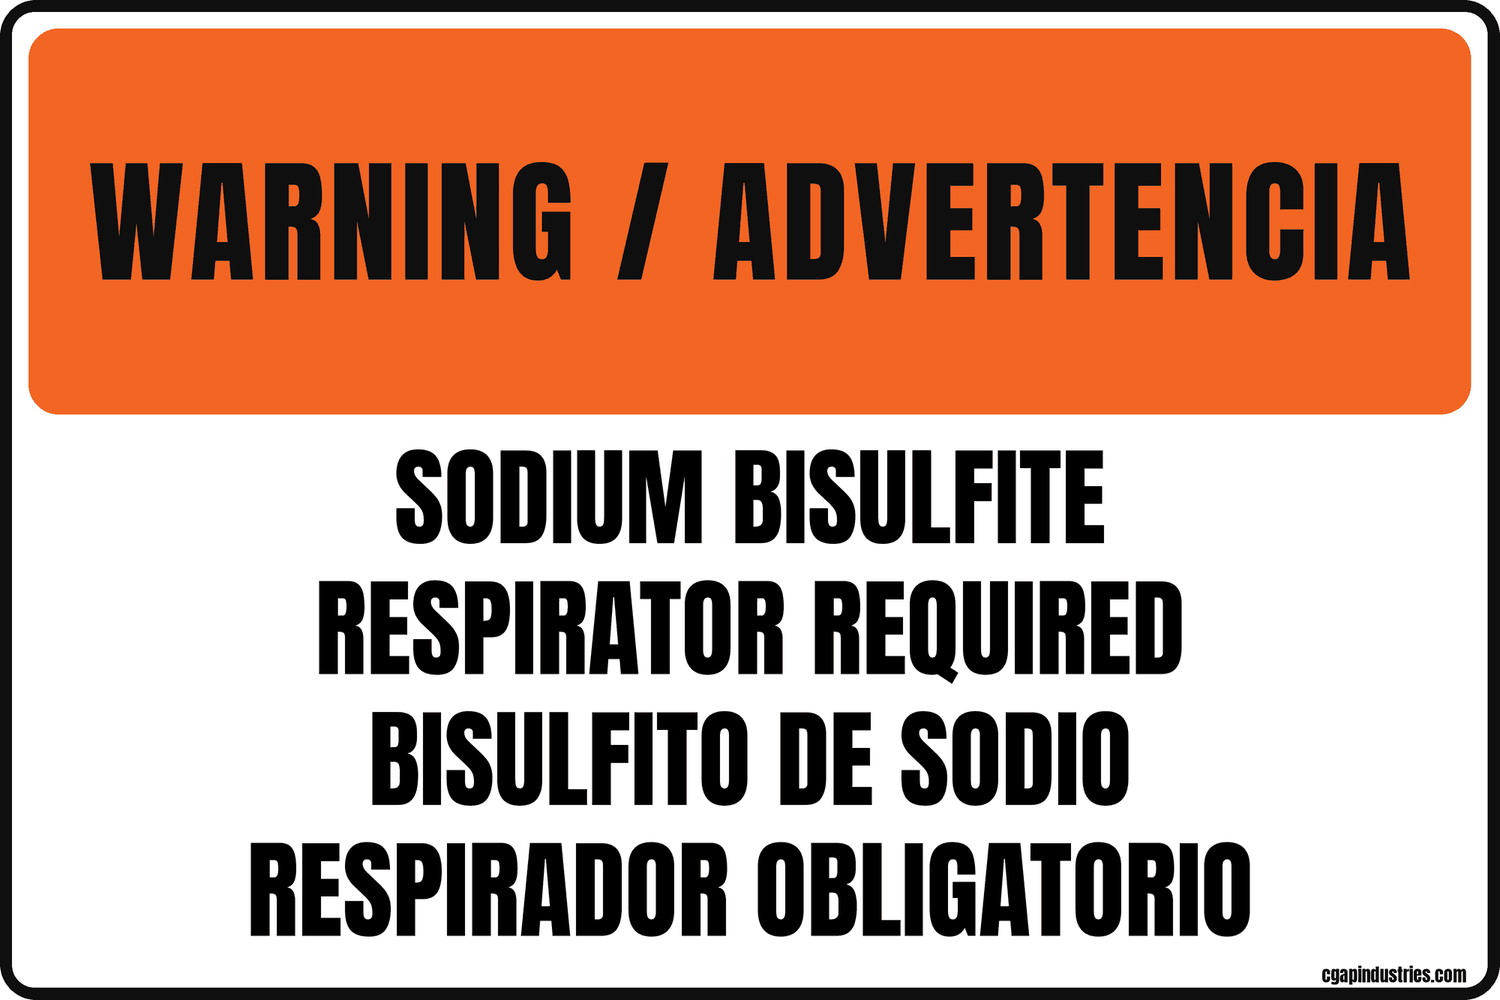 WARNING / ADVERTENCIA
SODIUM BISULFITE
RESPIRATOR REQUIRED
BISULFITO DE SODIO
RESPIRADOR OBLIGATORIO
cgapindustries.com